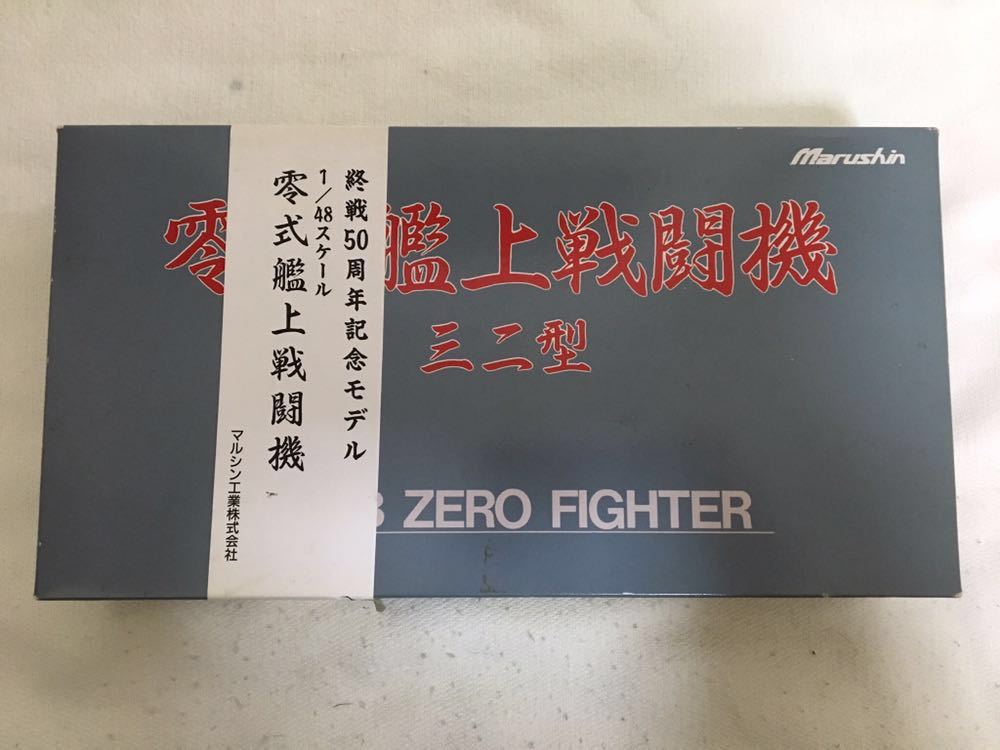 Marushin
零艦上戦闘機
三二型
ZERO FIGHTER
終戦50周年記念モデル
1/48スケール
零式艦上戦闘機
マルシン工業株式会社